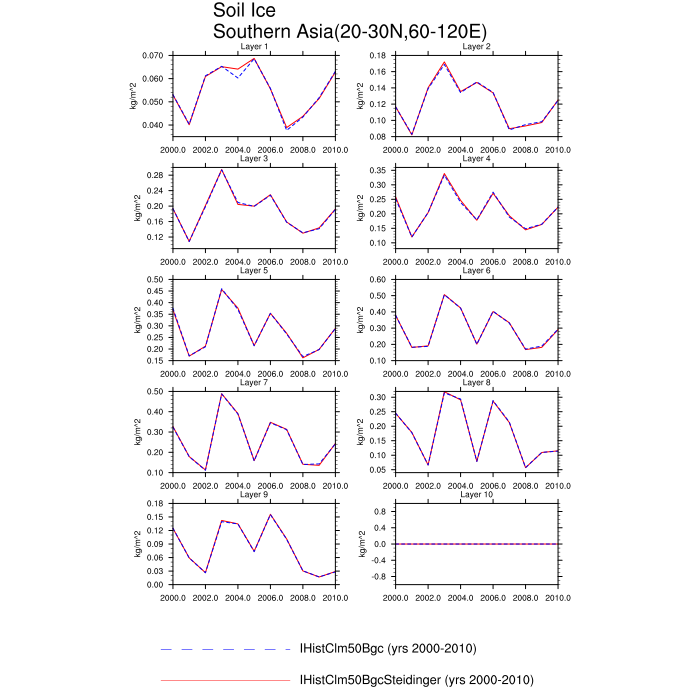 Soil Ice
Southern Asia(20-30N,60-120E)
Layer 1
Layer 2
0.070
0.060
0.050
0.040
kg/m^2
2000.0 2002.0 2004.0 2006.0 2008.0 2010.0
0.18
0.16
0.14
0.12
0.10
0.08
kg/m^2
2000.0 2002.0 2004.0 2006.0 2008.0 2010.0
Layer 3
Layer 4
0.28
0.24
0.20
0.16
0.12
kg/m^2
2000.0 2002.0 2004.0 2006.0 2008.0 2010.0
0.35
0.30
0.25
0.20
0.15
0.10
kg/m^2
2000.0 2002.0 2004.0 2006.0 2008.0 2010.0
Layer 5
Layer 6
0.50
0.45
0.40
0.35
0.30
0.25
0.20
0.15
kg/m^2
2000.0 2002.0 2004.0 2006.0 2008.0 2010.0
0.60
0.50
0.40
0.30
0.20
0.10
kg/m^2
2000.0 2002.0 2004.0 2006.0 2008.0 2010.0
Layer 7
Layer 8
0.50
0.40
0.30
0.20
0.10
kg/m^2
2000.0 2002.0 2004.0 2006.0 2008.0 2010.0
0.30
0.25
0.20
0.15
0.10
0.05
kg/m^2
2000.0 2002.0 2004.0 2006.0 2008.0 2010.0
Layer 9
Layer 10
0.18
0.15
0.12
0.09
0.06
0.03
0.00
kg/m^2
2000.0 2002.0 2004.0 2006.0 2008.0 2010.0
0.8
0.4
0.0
-0.4
-0.8
kg/m^2
2000.0 2002.0 2004.0 2006.0 2008.0 2010.0
IHistClm50Bgc (yrs 2000-2010)
IHistClm50BgcSteidinger (yrs 2000-2010)